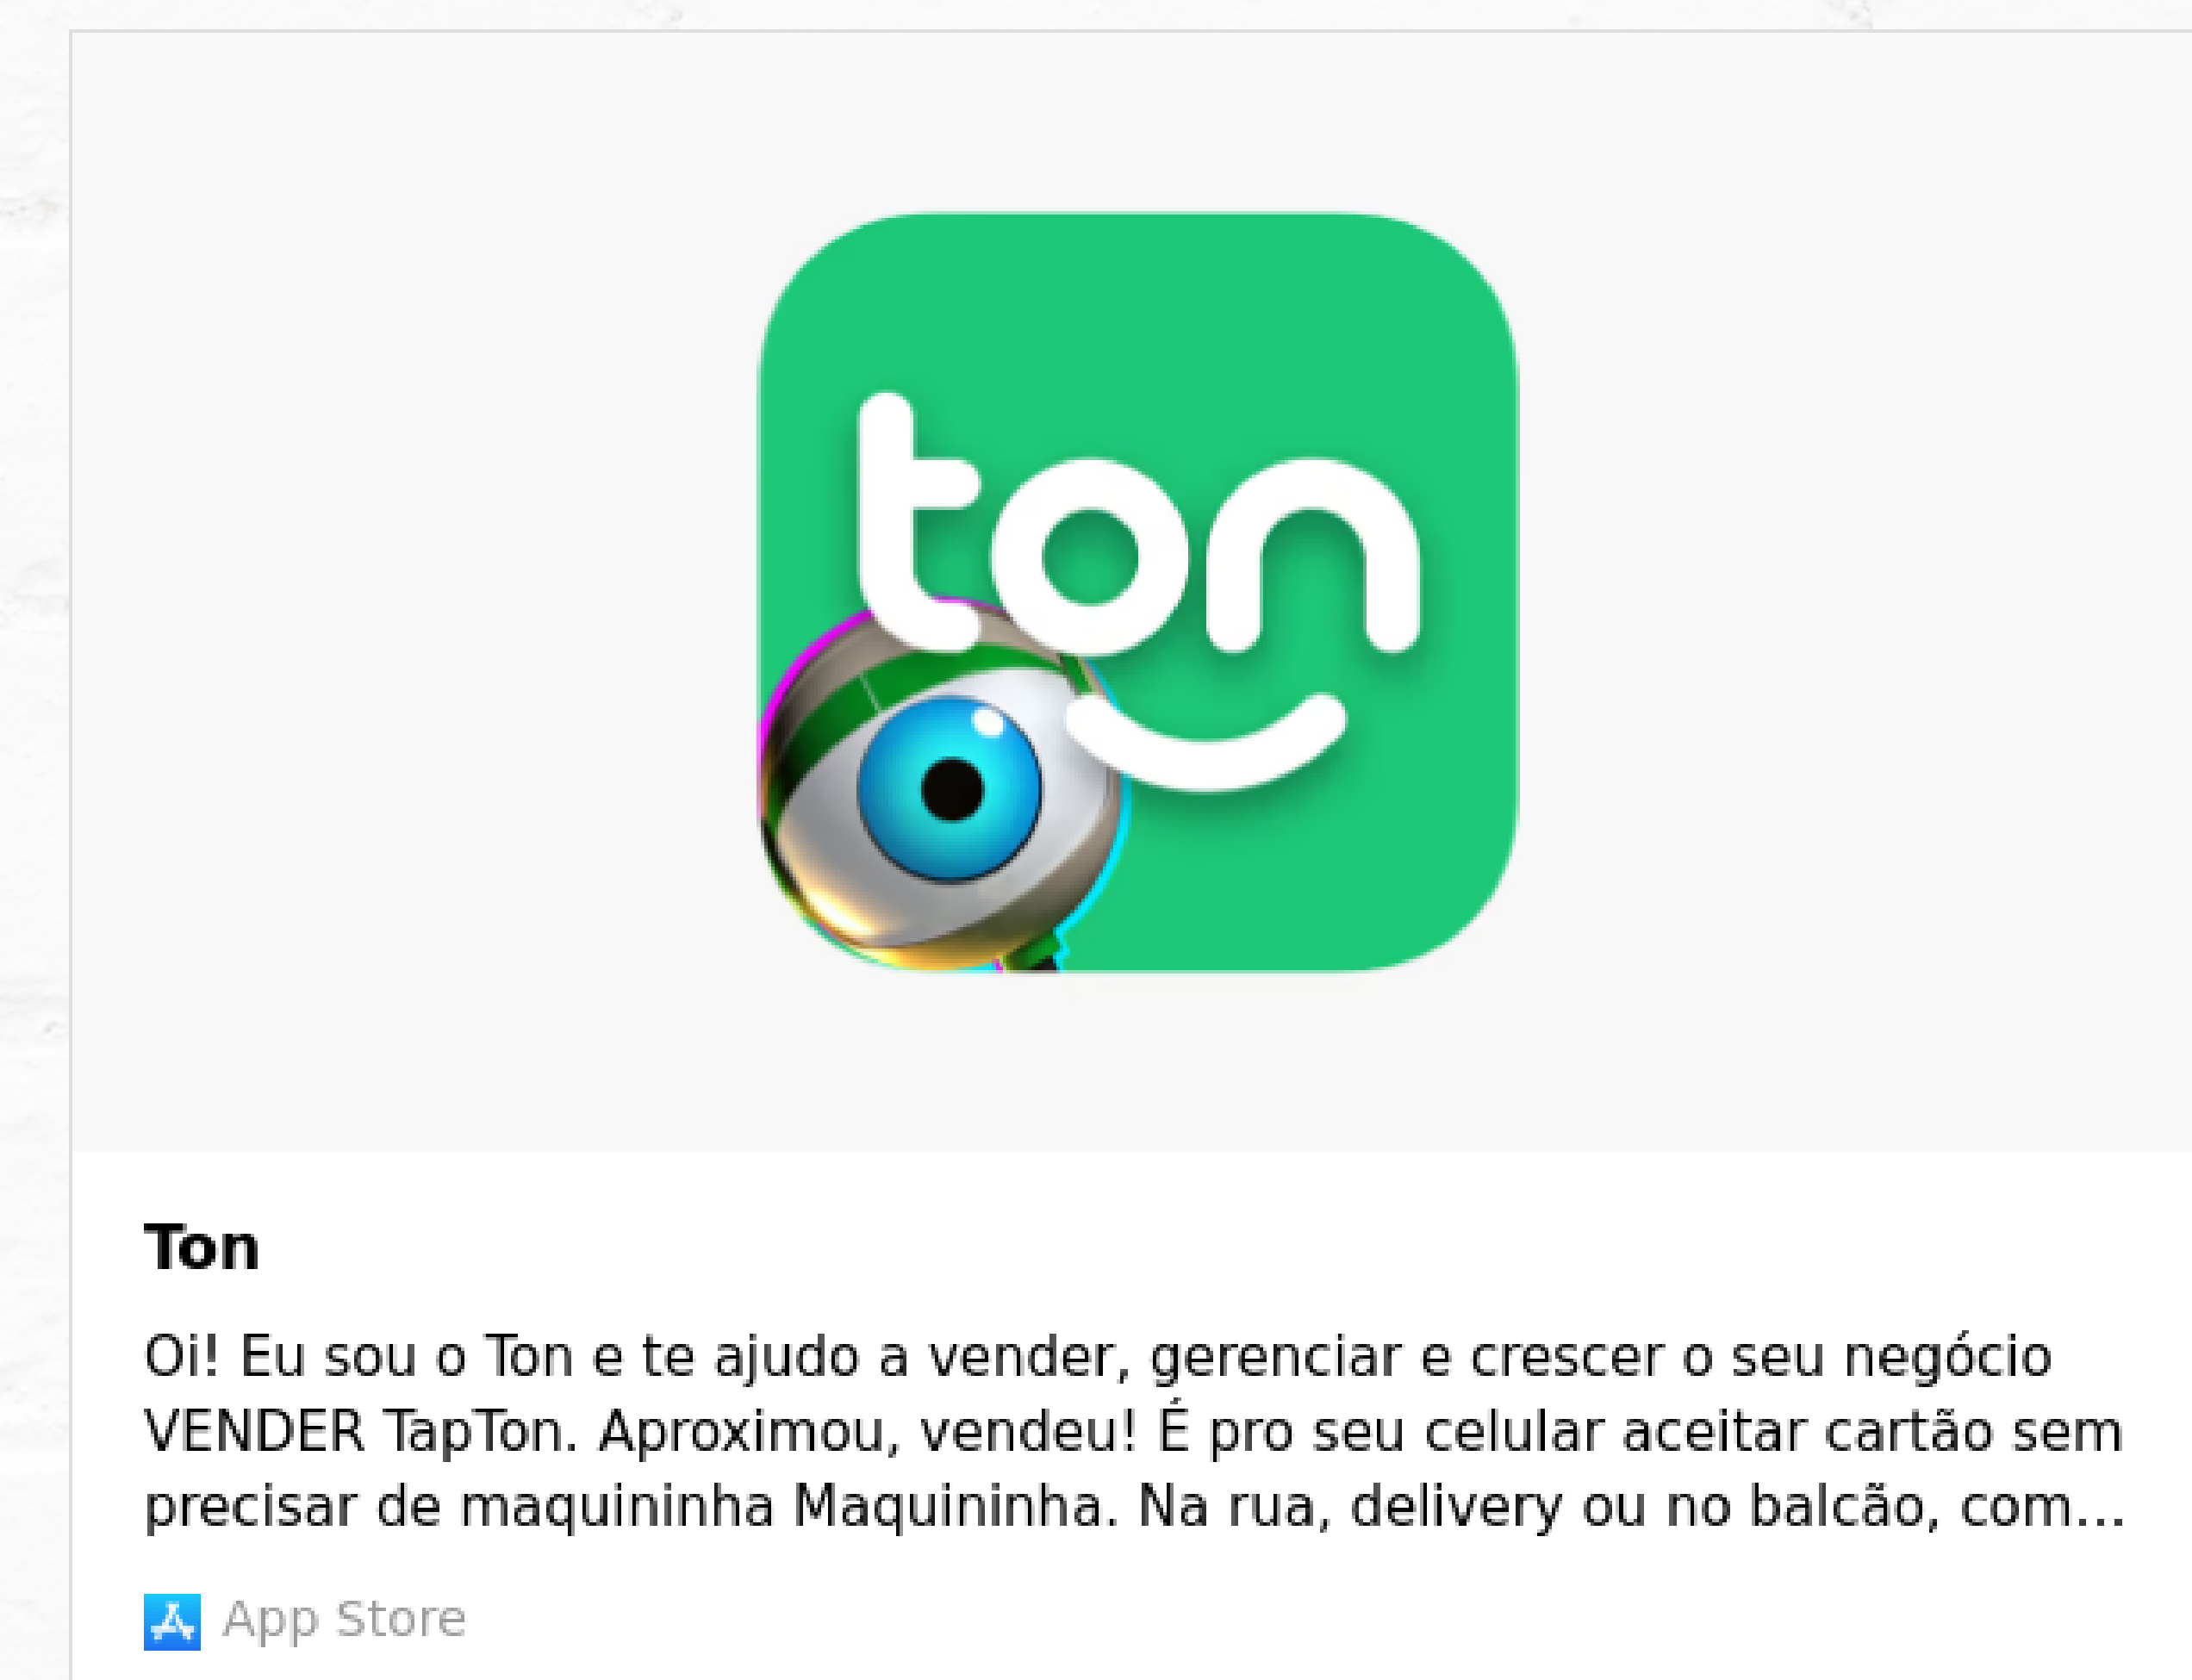 ton
Ton
Oi! Eu sou o Ton e te ajudo a vender, gerenciar e crescer o seu negócio
VENDER TapTon. Aproximou, vendeu! É pro seu celular aceitar cartão sem
precisar de maquininha Maquininha. Na rua, delivery ou no balcão, com...
App Store